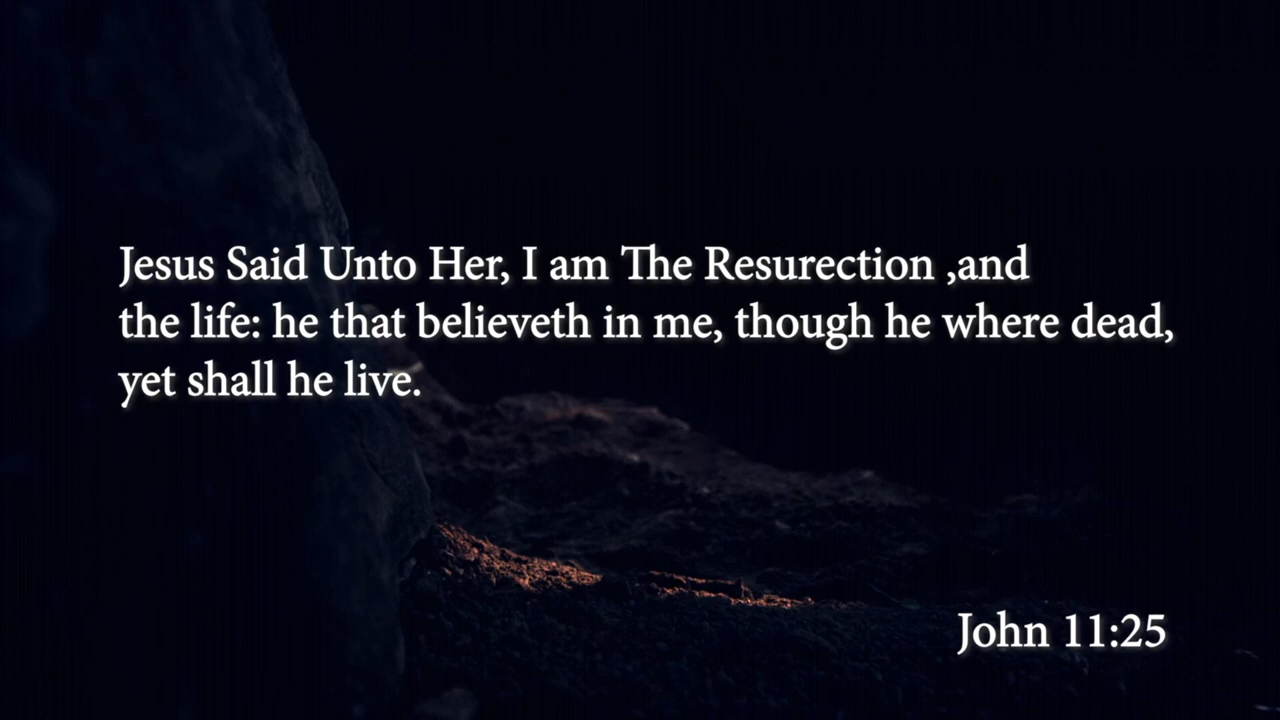 Jesus Said Unto Her, I am The Resurection ,and
the life: he that believeth in me, though he where dead,
yet shall he live.
John 11:25